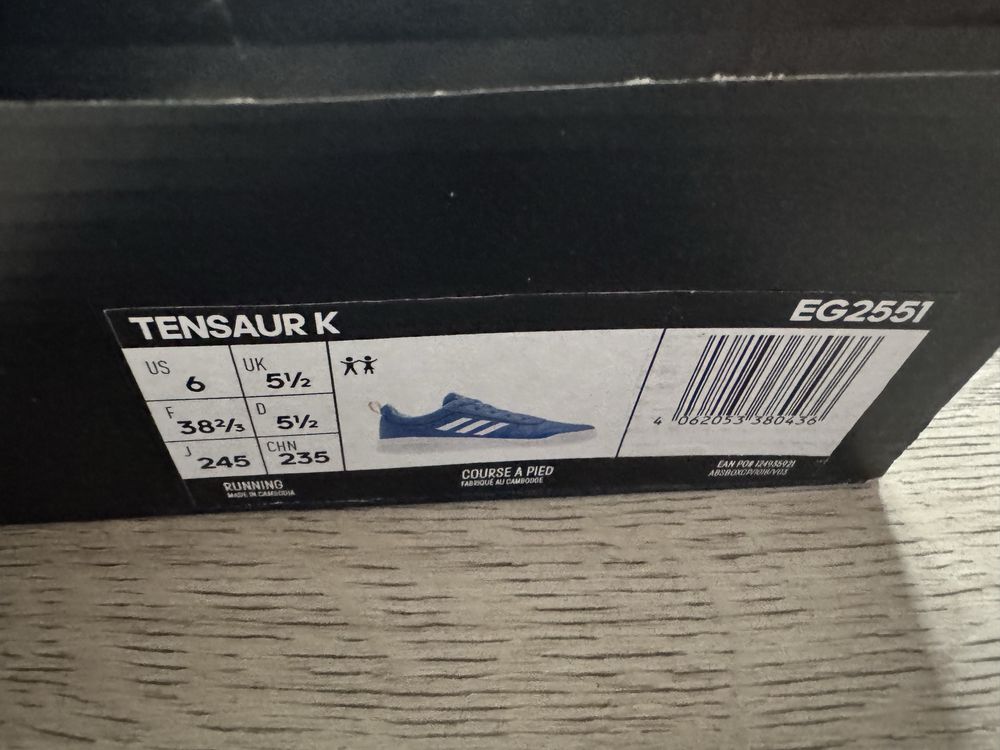 TENSAUR K
EG2551
US 6
UK 5½
F 38⅔
D 5½
J 245
CHN 235
4 062053 380436
RUNNING
MADE IN CAMBODIA
COURSE A PIED
FABRIQUÉ AU CAMBODGE
EAN PO# 124935921